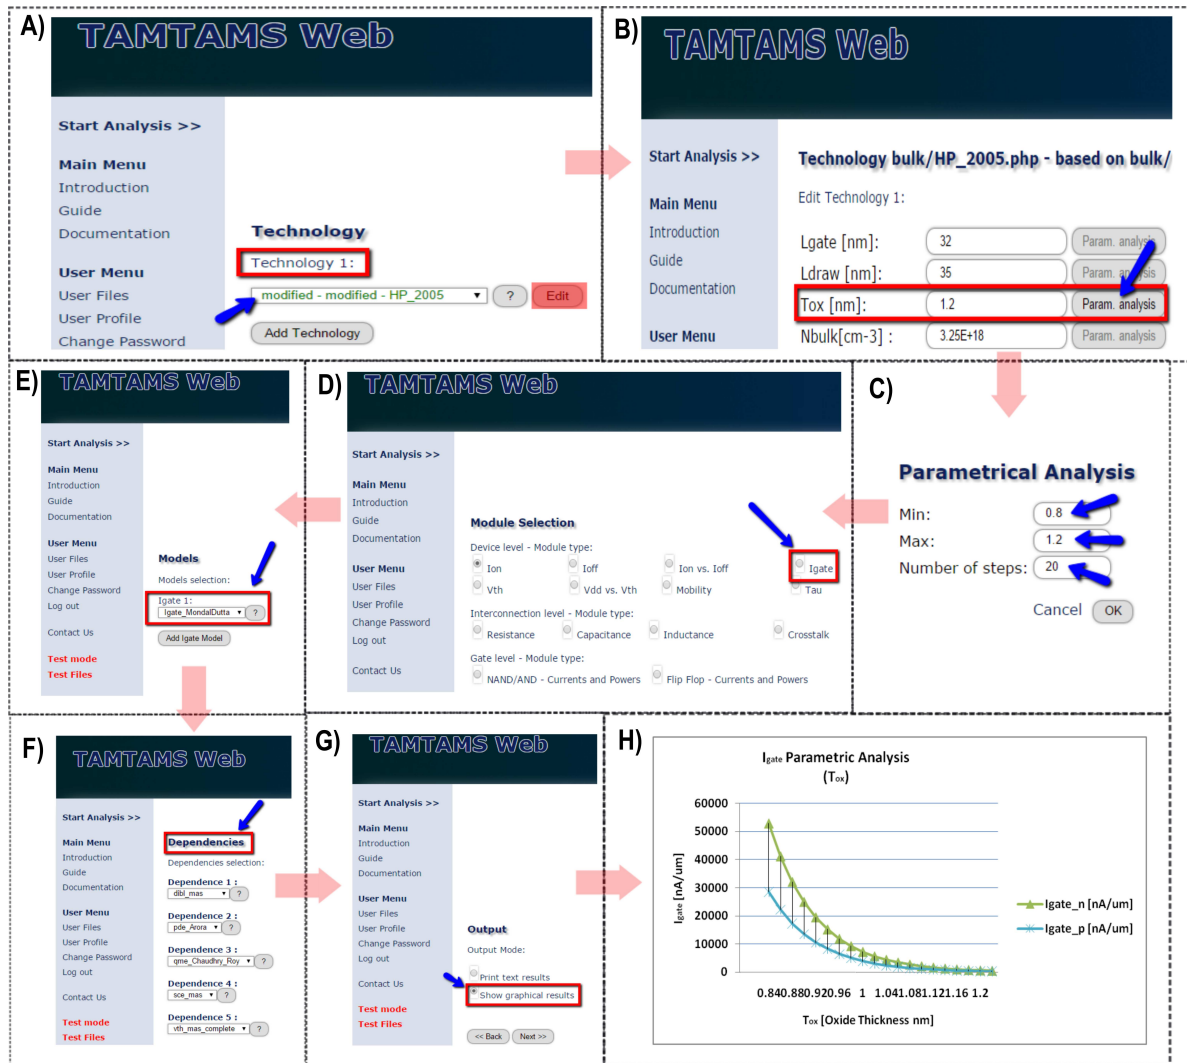 A)
TAMTAMS Web
Start Analysis >>
Main Menu
Introduction
Guide
Documentation
User Menu
User Files
User Profile
Change Password
Technology
Technology 1:
modified - modified - HP_2005
?
Edit
Add Technology
B)
TAMTAMS Web
Start Analysis >>
Main Menu
Introduction
Guide
Documentation
User Menu
Technology bulk/HP_2005.php - based on bulk/
Edit Technology 1:
Lgate [nm]: 32 Param. analysis
Ldraw [nm]: 35 Param. analysis
Tox [nm]: 1.2 Param. analysis
Nbulk[cm-3] : 3.25E+18 Param. analysis
C)
Parametrical Analysis
Min: 0.8
Max: 1.2
Number of steps: 20
Cancel OK
D)
TAMTAMS Web
Start Analysis >>
Main Menu
Introduction
Guide
Documentation
User Menu
User Files
User Profile
Change Password
Log out
Contact Us
Module Selection
Device level - Module type:
Ion Ioff Ion vs. Ioff Igate
Vth Vdd vs. Vth Mobility Tau
Interconnection level - Module type:
Resistance Capacitance Inductance Crosstalk
Gate level - Module type:
NAND/AND - Currents and Powers Flip Flop - Currents and Powers
E)
TAMTAMS Web
Start Analysis >>
Main Menu
Introduction
Guide
Documentation
User Menu
User Files
User Profile
Change Password
Log out
Contact Us
Test mode
Test Files
Models
Models selection:
Igate 1:
Igate_MondalDutta ?
Add Igate Model
F)
TAMTAMS Web
Start Analysis >>
Main Menu
Introduction
Guide
Documentation
User Menu
User Files
User Profile
Change Password
Log out
Contact Us
Test mode
Test Files
Dependencies
Dependencies selection:
Dependence 1 :
dibl_mas ?
Dependence 2 :
pde_Arora ?
Dependence 3 :
qme_Chaudhry_Roy ?
Dependence 4 :
sce_mas ?
Dependence 5 :
vth_mas_complete ?
G)
TAMTAMS Web
Start Analysis >>
Main Menu
Introduction
Guide
Documentation
User Menu
User Files
User Profile
Change Password
Log out
Contact Us
Test mode
Test Files
Output
Output Mode:
Print text results
Show graphical results
<< Back Next >>
H)
Igate Parametric Analysis
(Tox)
Igate [nA/um]
60000
50000
40000
30000
20000
10000
0
0.84 0.88 0.92 0.96 1 1.04 1.08 1.12 1.16 1.2
Tox [Oxide Thickness nm]
Igate_n [nA/um]
Igate_p [nA/um]